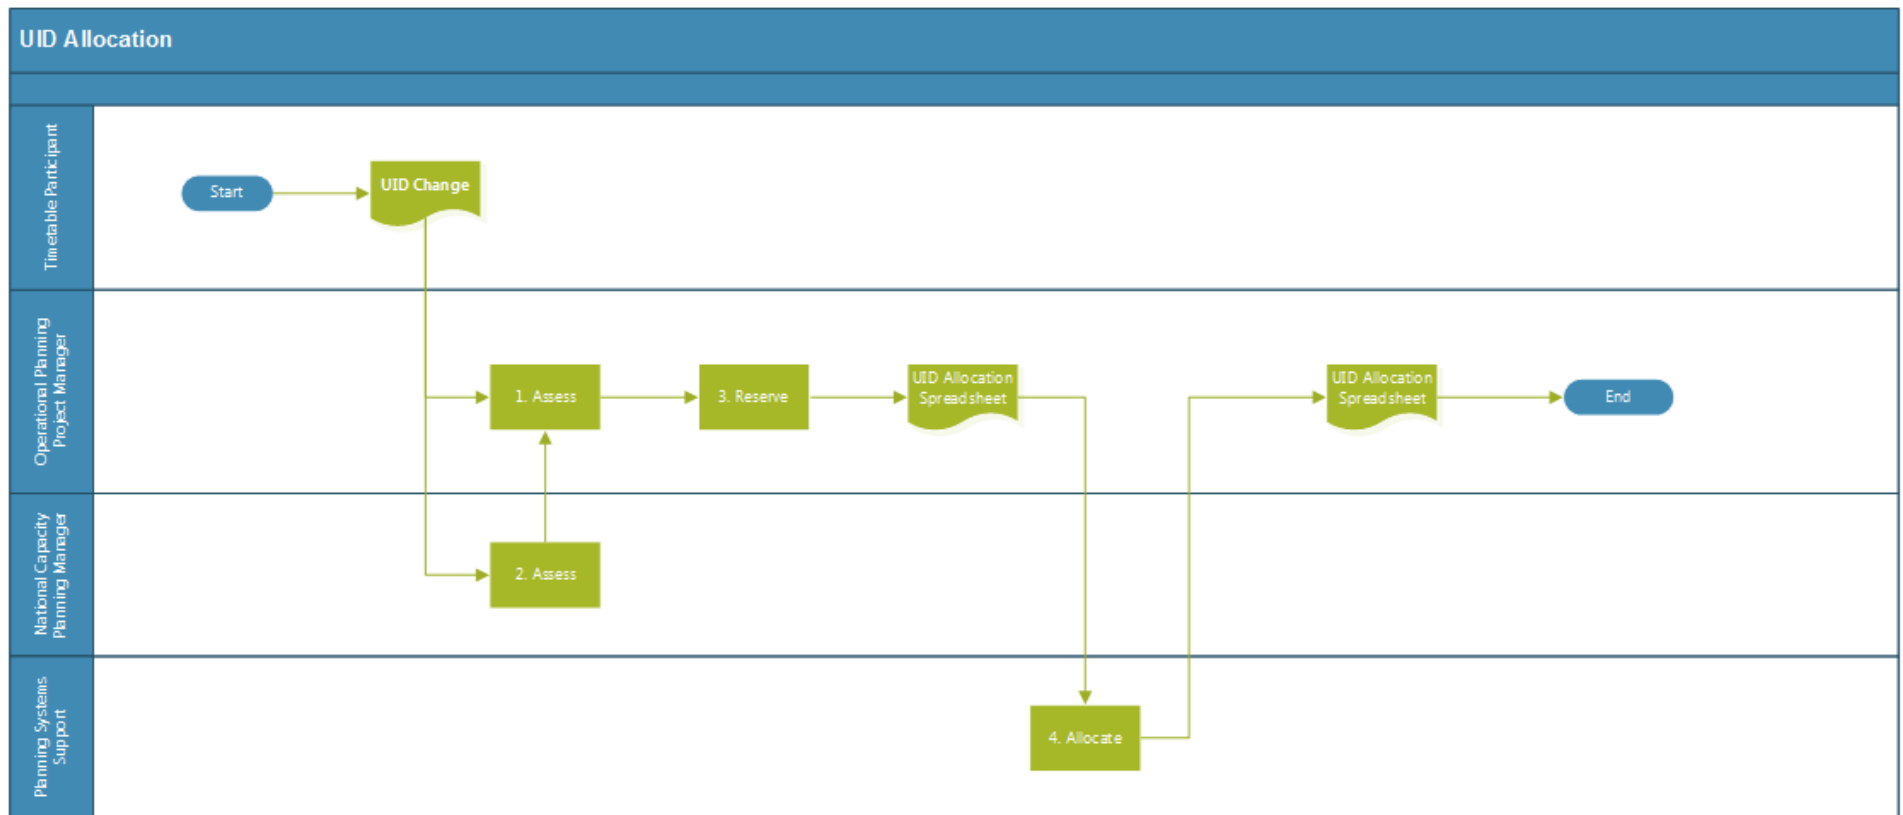 UID Allocation
Timetable Participant
Start
UID Change
Operational Planning
Project Manager
1. Assess
3. Reserve
UID Allocation
Spreadsheet
UID Allocation
Spreadsheet
End
National Capacity
Planning Manager
2. Assess
Planning Systems
Support
4. Allocate